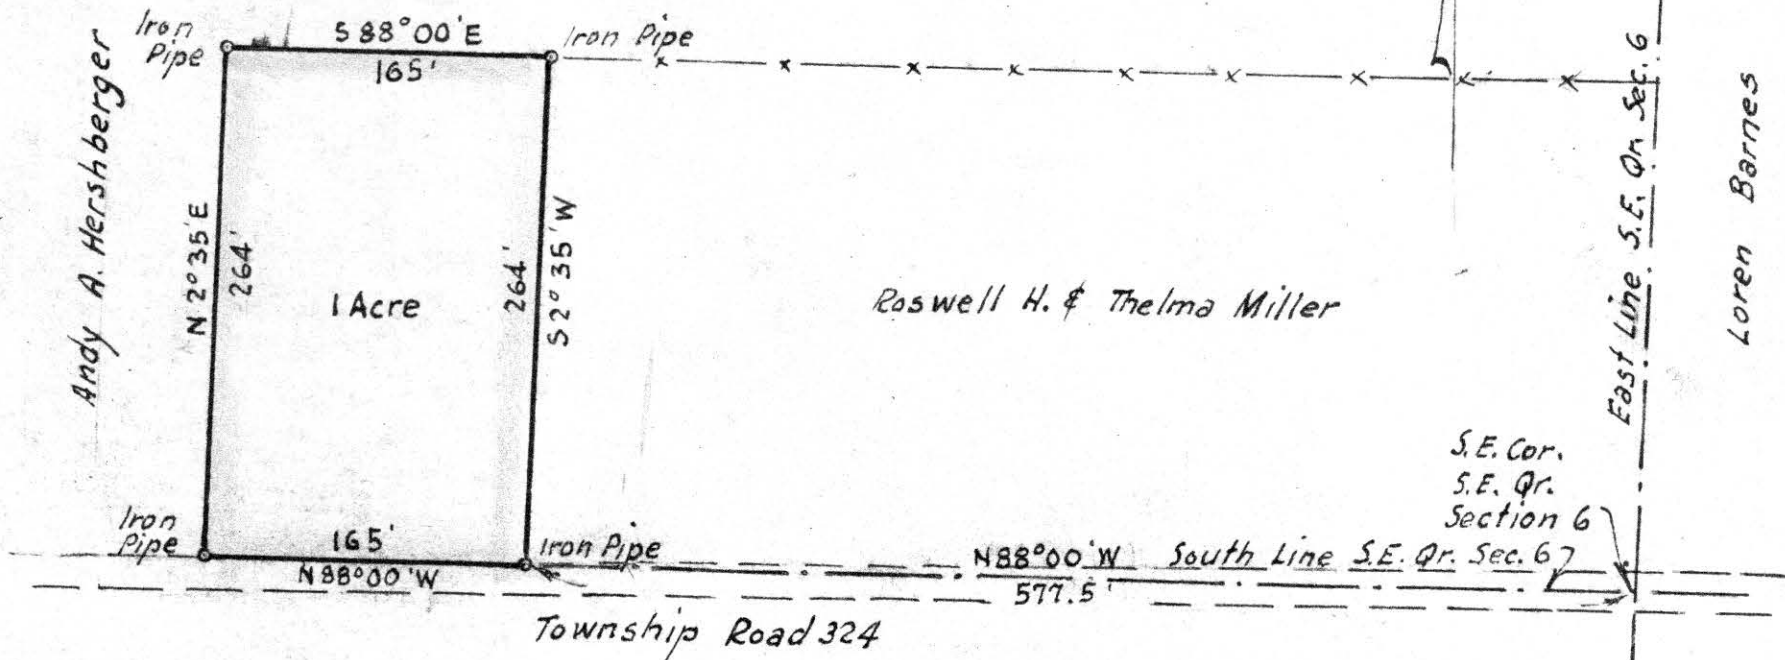 Iron
Pipe
S 88°00'E
165'
Iron Pipe
Andy A. Hershberger
N 2°35'E
264'
1 Acre
264'
S 2°35'W
Roswell H. & Thelma Miller
East Line S.E. Qr. Sec. 6
Loren Barnes
S.E. Cor.
S.E. Qr.
Section 6
Iron
Pipe
165'
N 88°00'W
Iron Pipe
N 88°00'W South Line S.E. Qr. Sec. 6
577.5'
Township Road 324